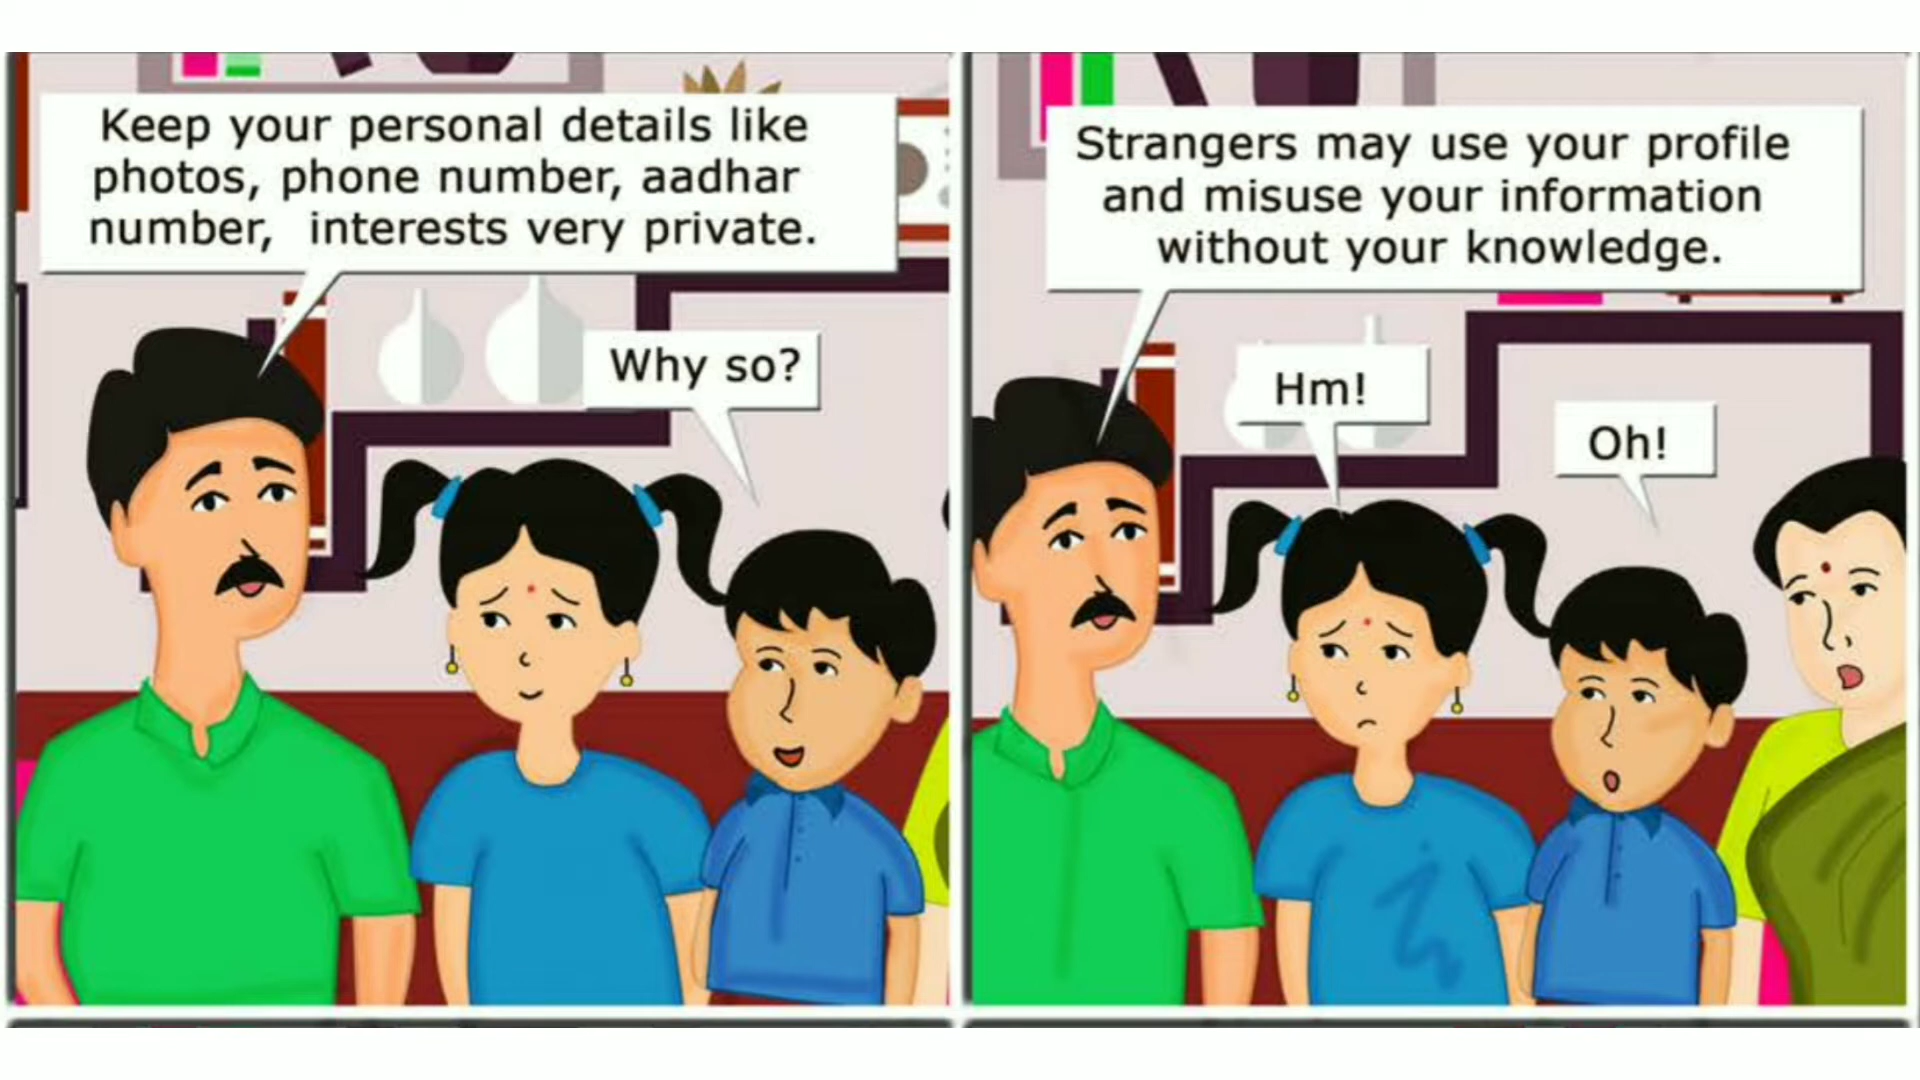 Keep your personal details like
photos, phone number, aadhar
number, interests very private.
Why so?
Strangers may use your profile
and misuse your information
without your knowledge.
Hm!
Oh!